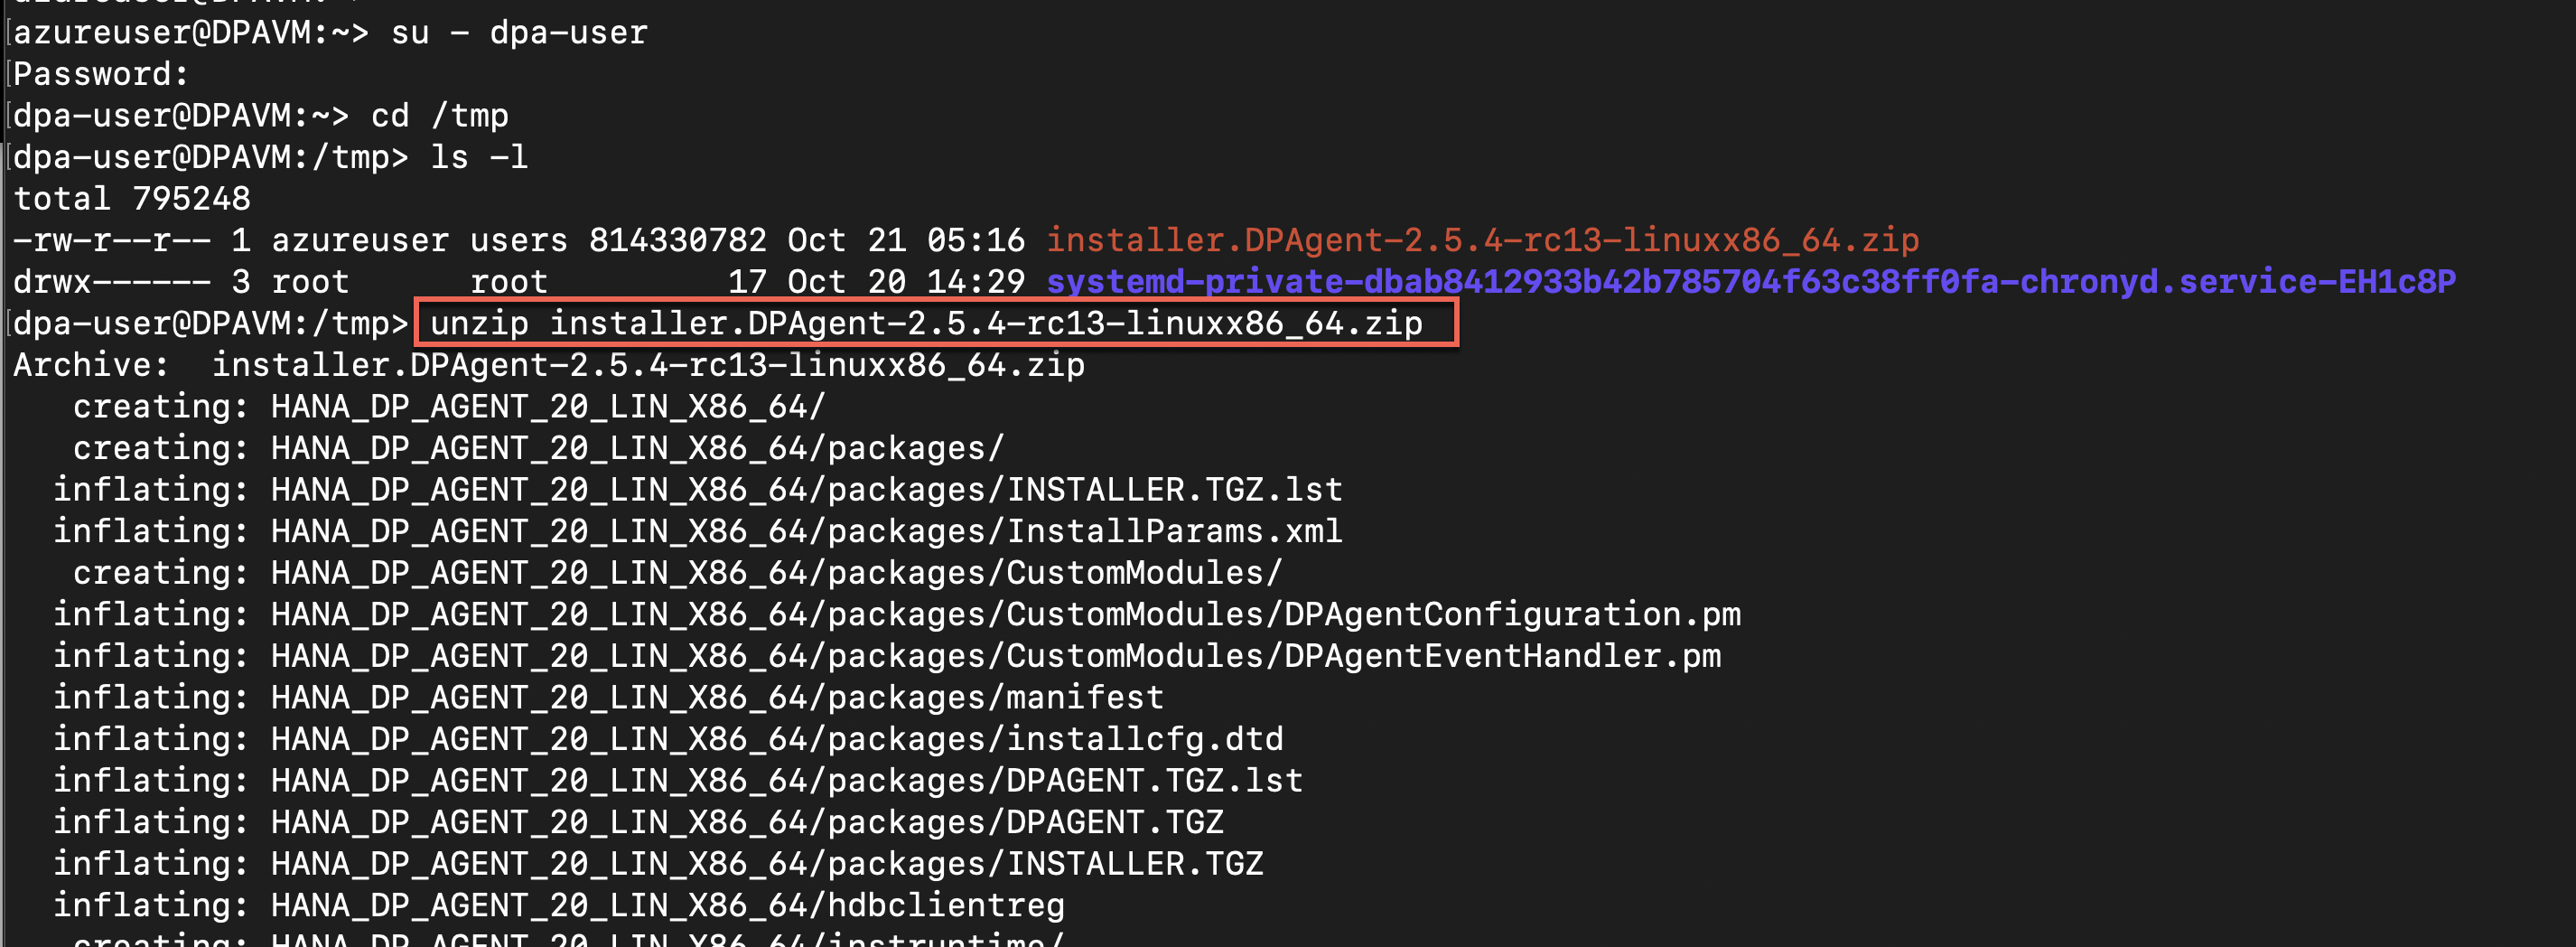 azureuser@DPAVM:~> su - dpa-user
Password:
dpa-user@DPAVM:~> cd /tmp
dpa-user@DPAVM:/tmp> ls -l
total 795248
-rw-r--r-- 1 azureuser users 814330782 Oct 21 05:16 installer.DPAgent-2.5.4-rc13-linuxx86_64.zip
drwx------ 3 root      root         17 Oct 20 14:29 systemd-private-dbab8412933b42b785704f63c38ff0fa-chronyd.service-EH1c8P
dpa-user@DPAVM:/tmp> unzip installer.DPAgent-2.5.4-rc13-linuxx86_64.zip
Archive:  installer.DPAgent-2.5.4-rc13-linuxx86_64.zip
   creating: HANA_DP_AGENT_20_LIN_X86_64/
   creating: HANA_DP_AGENT_20_LIN_X86_64/packages/
  inflating: HANA_DP_AGENT_20_LIN_X86_64/packages/INSTALLER.TGZ.lst
  inflating: HANA_DP_AGENT_20_LIN_X86_64/packages/InstallParams.xml
   creating: HANA_DP_AGENT_20_LIN_X86_64/packages/CustomModules/
  inflating: HANA_DP_AGENT_20_LIN_X86_64/packages/CustomModules/DPAgentConfiguration.pm
  inflating: HANA_DP_AGENT_20_LIN_X86_64/packages/CustomModules/DPAgentEventHandler.pm
  inflating: HANA_DP_AGENT_20_LIN_X86_64/packages/manifest
  inflating: HANA_DP_AGENT_20_LIN_X86_64/packages/installcfg.dtd
  inflating: HANA_DP_AGENT_20_LIN_X86_64/packages/DPAGENT.TGZ.lst
  inflating: HANA_DP_AGENT_20_LIN_X86_64/packages/DPAGENT.TGZ
  inflating: HANA_DP_AGENT_20_LIN_X86_64/packages/INSTALLER.TGZ
  inflating: HANA_DP_AGENT_20_LIN_X86_64/hdbclientreg
   creating: HANA_DP_AGENT_20_LIN_X86_64/instruntime/